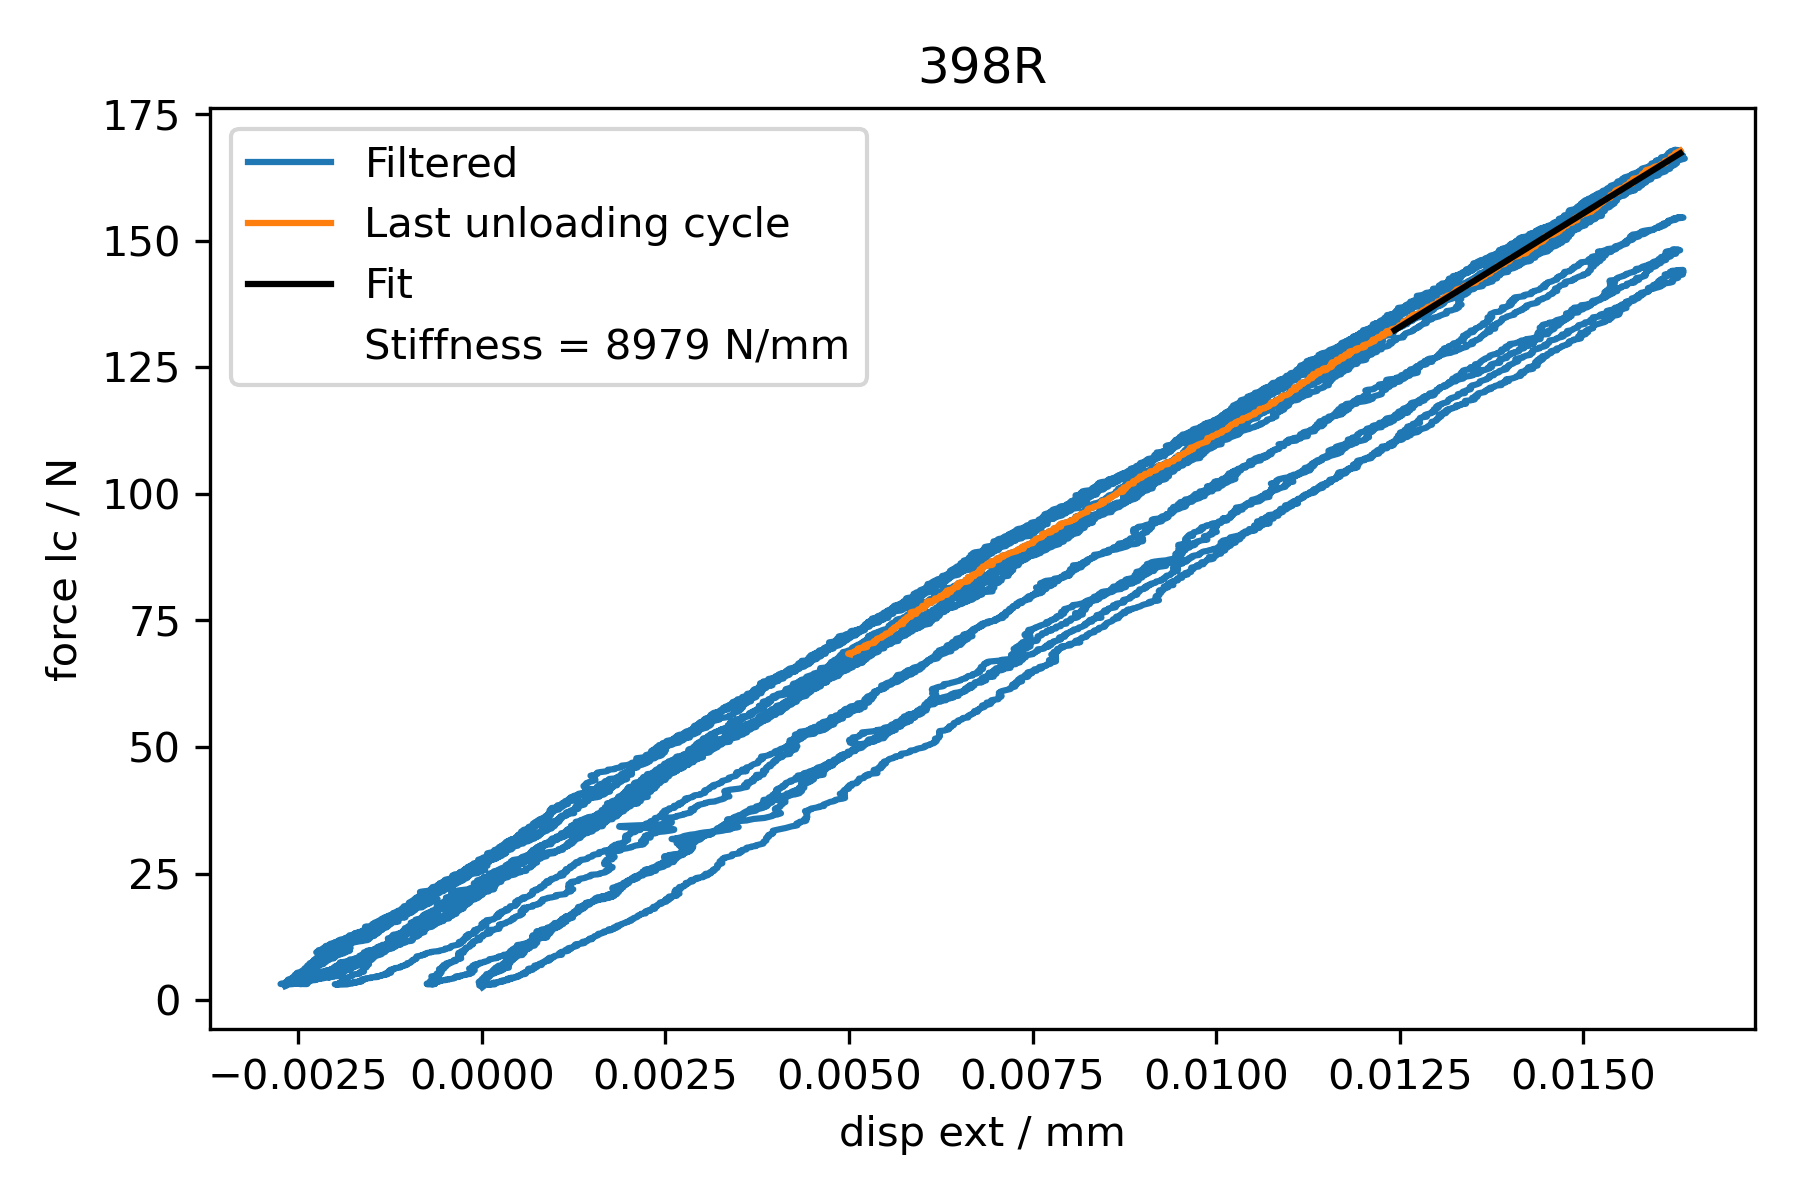 398R
175
150
125
100
75
50
25
0
force lc / N
Filtered
Last unloading cycle
Fit
Stiffness = 8979 N/mm
−0.0025 0.0000 0.0025 0.0050 0.0075 0.0100 0.0125 0.0150
disp ext / mm